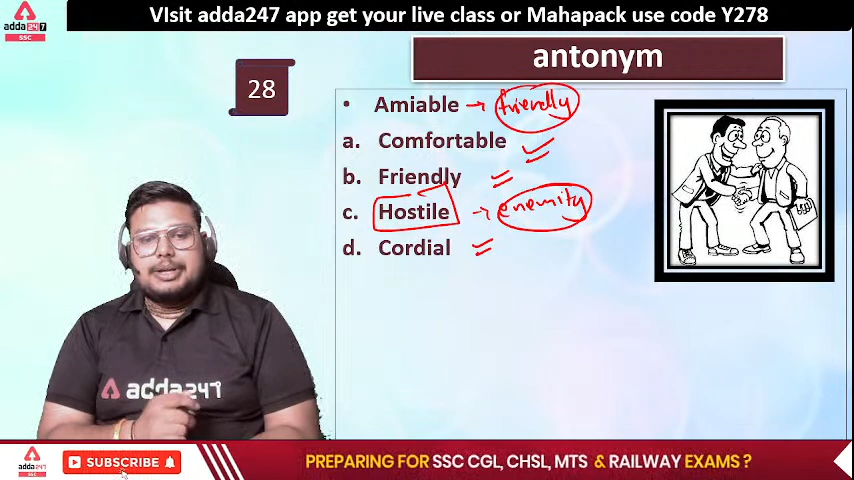 VIsit adda247 app get your live class or Mahapack use code Y278
adda247
SSC
antonym
28
• Amiable → friendly
a. Comfortable
b. Friendly
c. Hostile → enemity
d. Cordial
adda247
adda247
SSC
SUBSCRIBE
PREPARING FOR SSC CGL, CHSL, MTS & RAILWAY EXAMS ?